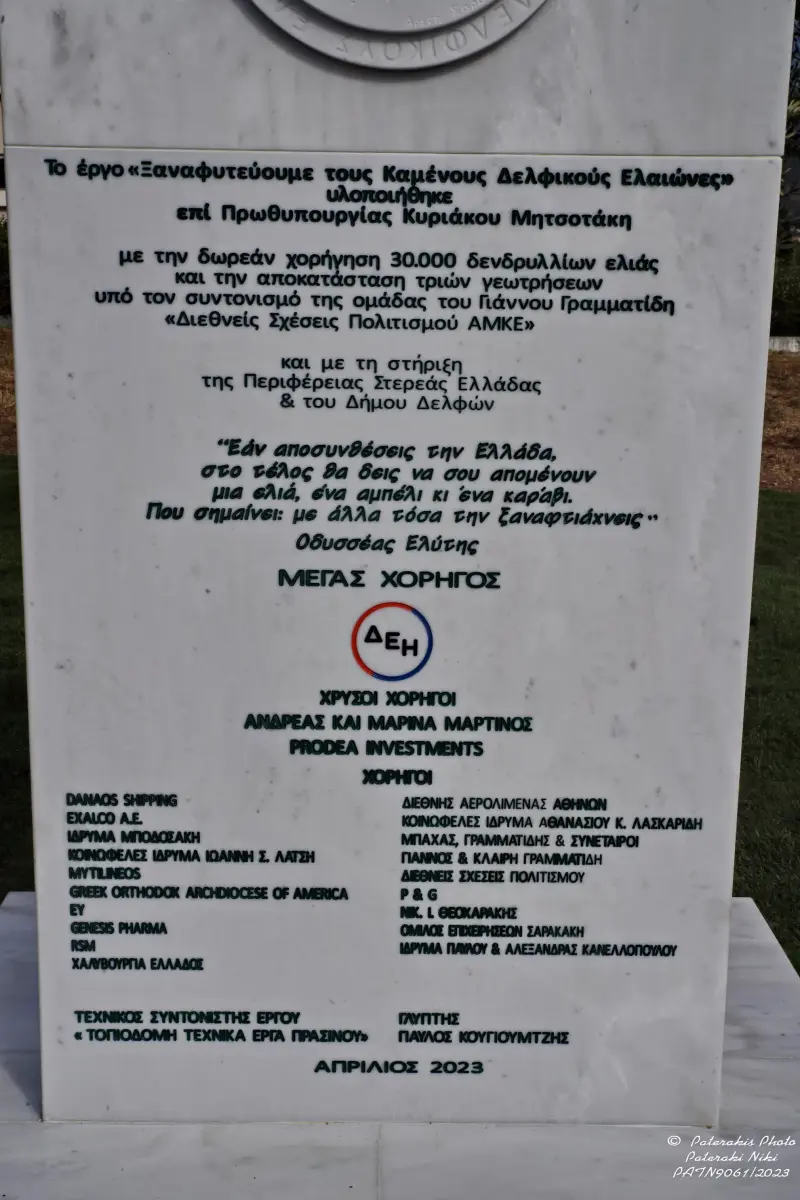 ΔΕΛΦΙΚΟΥΣ
Το έργο «Ξαναφυτεύουμε τους Καμένους Δελφικούς Ελαιώνες»
υλοποιήθηκε
επί Πρωθυπουργίας Κυριάκου Μητσοτάκη
με την δωρεάν χορήγηση 30.000 δενδρυλλίων ελιάς
και την αποκατάσταση τριών γεωτρήσεων
υπό τον συντονισμό της ομάδας του Γιάννου Γραμματίδη
«Διεθνείς Σχέσεις Πολιτισμού ΑΜΚΕ»
και με τη στήριξη
της Περιφέρειας Στερεάς Ελλάδας
& του Δήμου Δελφών
“Εάν αποσυνθέσεις την Ελλάδα,
στο τέλος θα δεις να σου απομένουν
μια ελιά, ένα αμπέλι κι ένα καράβι.
Που σημαίνει: με άλλα τόσα την ξαναφτιάχνεις”
Οδυσσέας Ελύτης
ΜΕΓΑΣ ΧΟΡΗΓΟΣ
ΔΕΗ
ΧΡΥΣΟΙ ΧΟΡΗΓΟΙ
ΑΝΔΡΕΑΣ ΚΑΙ ΜΑΡΙΝΑ ΜΑΡΤΙΝΟΣ
PRODEA INVESTMENTS
ΧΟΡΗΓΟΙ
DANAOS SHIPPING
EXALCO A.E.
ΙΔΡΥΜΑ ΜΠΟΔΟΣΑΚΗ
ΚΟΙΝΩΦΕΛΕΣ ΙΔΡΥΜΑ ΙΩΑΝΝΗ Σ. ΛΑΤΣΗ
MYTILINEOS
GREEK ORTHODOX ARCHDIOCESE OF AMERICA
EY
GENESIS PHARMA
RSM
ΧΑΛΥΒΟΥΡΓΙΑ ΕΛΛΑΔΟΣ
ΔΙΕΘΝΗΣ ΑΕΡΟΛΙΜΕΝΑΣ ΑΘΗΝΩΝ
ΚΟΙΝΩΦΕΛΕΣ ΙΔΡΥΜΑ ΑΘΑΝΑΣΙΟΥ Κ. ΛΑΣΚΑΡΙΔΗ
ΜΠΑΧΑΣ, ΓΡΑΜΜΑΤΙΔΗΣ & ΣΥΝΕΤΑΙΡΟΙ
ΓΙΑΝΝΟΣ & ΚΛΑΙΡΗ ΓΡΑΜΜΑΤΙΔΗ
ΔΙΕΘΝΕΙΣ ΣΧΕΣΕΙΣ ΠΟΛΙΤΙΣΜΟΥ
P & G
ΝΙΚ. Ι. ΘΕΟΧΑΡΑΚΗΣ
ΟΜΙΛΟΣ ΕΠΙΧΕΙΡΗΣΕΩΝ ΣΑΡΑΚΑΚΗ
ΙΔΡΥΜΑ ΠΑΥΛΟΥ & ΑΛΕΞΑΝΔΡΑΣ ΚΑΝΕΛΛΟΠΟΥΛΟΥ
ΤΕΧΝΙΚΟΣ ΣΥΝΤΟΝΙΣΤΗΣ ΕΡΓΟΥ
« ΤΟΠΙΟΔΟΜΗ ΤΕΧΝΙΚΑ ΕΡΓΑ ΠΡΑΣΙΝΟΥ»
ΓΛΥΠΤΗΣ
ΠΑΥΛΟΣ ΚΟΥΓΙΟΥΜΤΖΗΣ
ΑΠΡΙΛΙΟΣ 2023
© Paterakis Photo
Pateraki Niki
PATN9061/2023